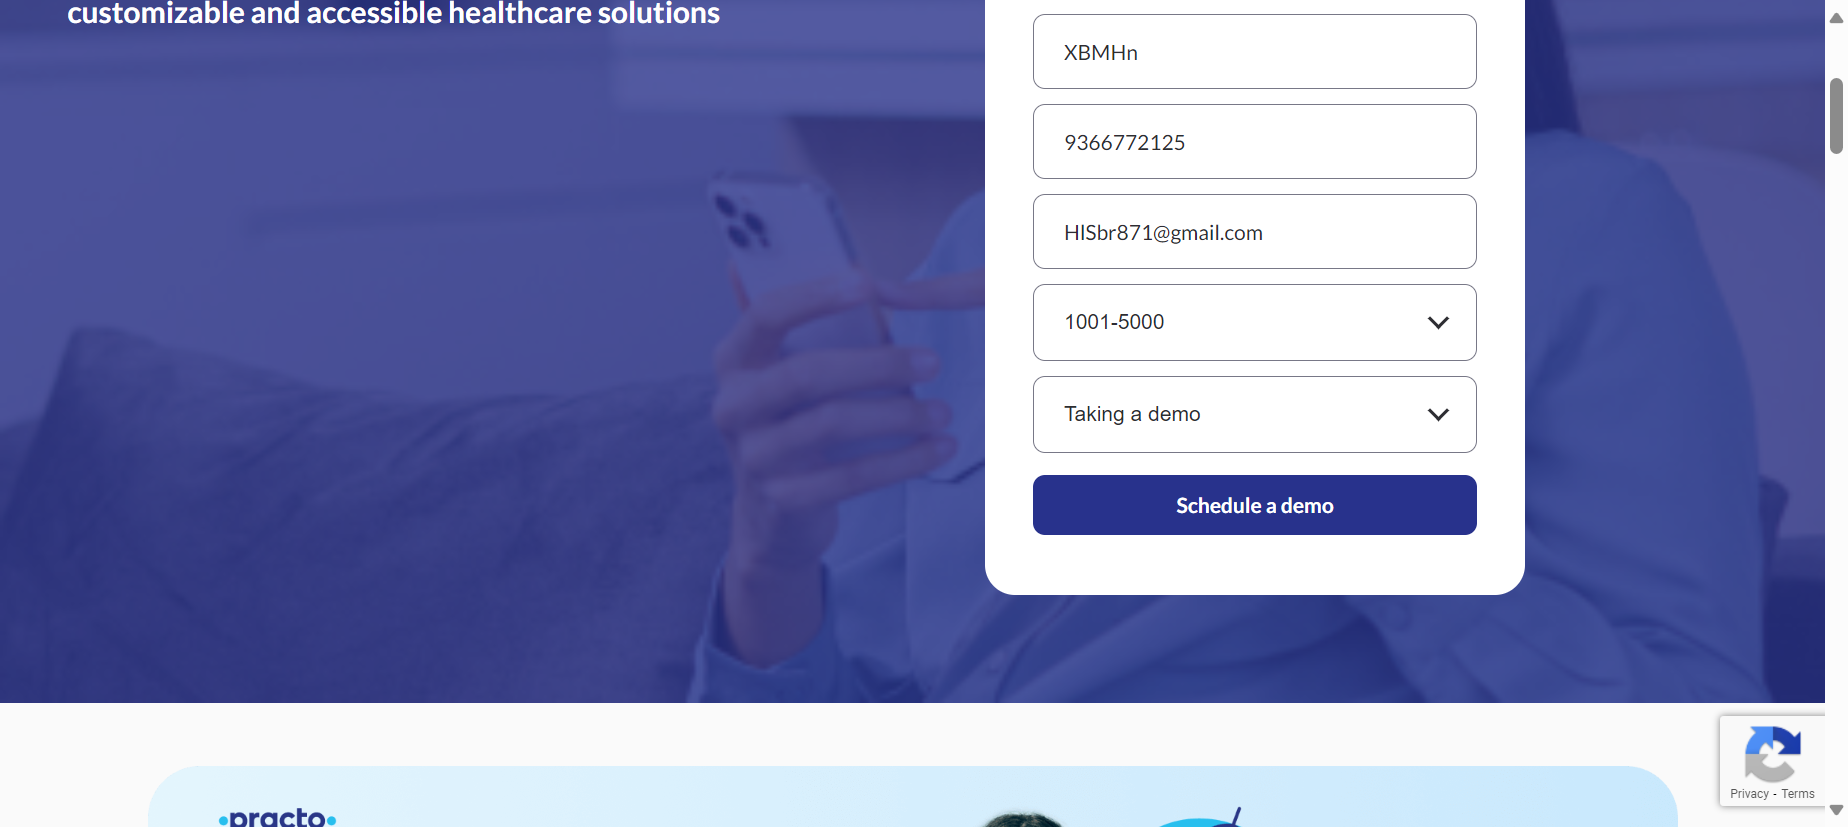 customizable and accessible healthcare solutions
XBMHn
9366772125
HISbr871@gmail.com
1001-5000
Taking a demo
Schedule a demo
Privacy - Terms
practo